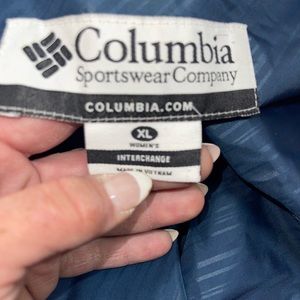 Columbia
Sportswear Company
COLUMBIA.COM
XL
WOMEN'S
INTERCHANGE
MADE IN VIETNAM